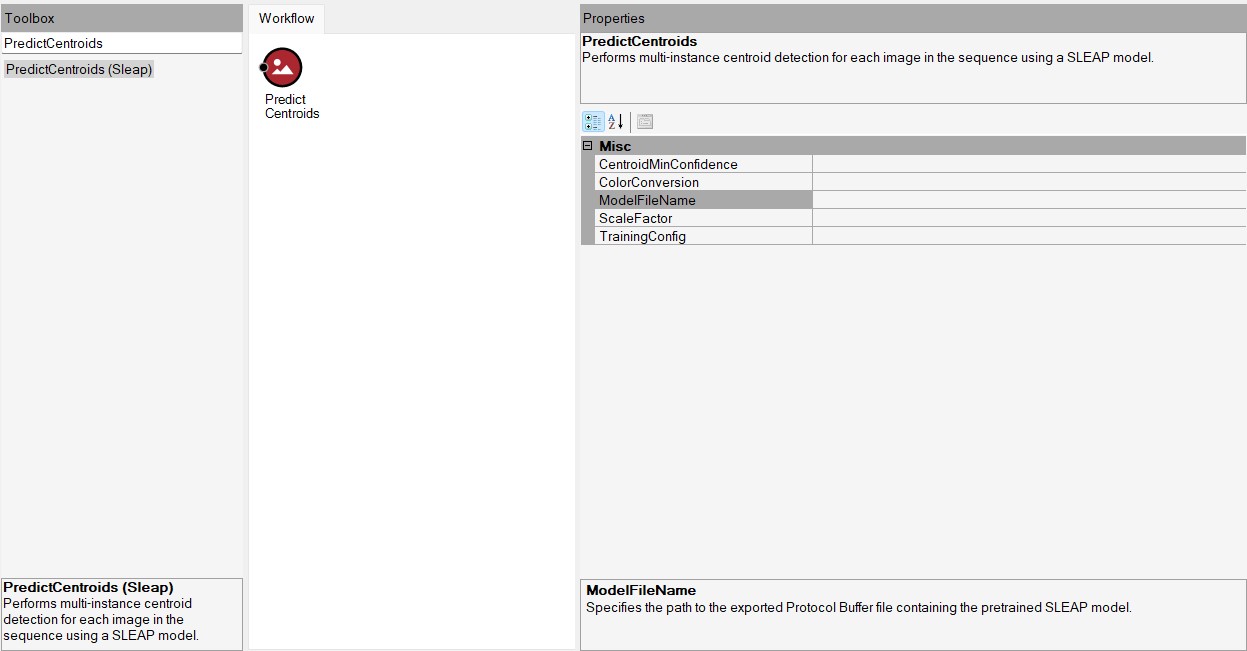 Toolbox
PredictCentroids
PredictCentroids (Sleap)
PredictCentroids (Sleap)
Performs multi-instance centroid
detection for each image in the
sequence using a SLEAP model.
Workflow
Predict
Centroids
Properties
PredictCentroids
Performs multi-instance centroid detection for each image in the sequence using a SLEAP model.
A
Z
Misc
CentroidMinConfidence
ColorConversion
ModelFileName
ScaleFactor
TrainingConfig
ModelFileName
Specifies the path to the exported Protocol Buffer file containing the pretrained SLEAP model.